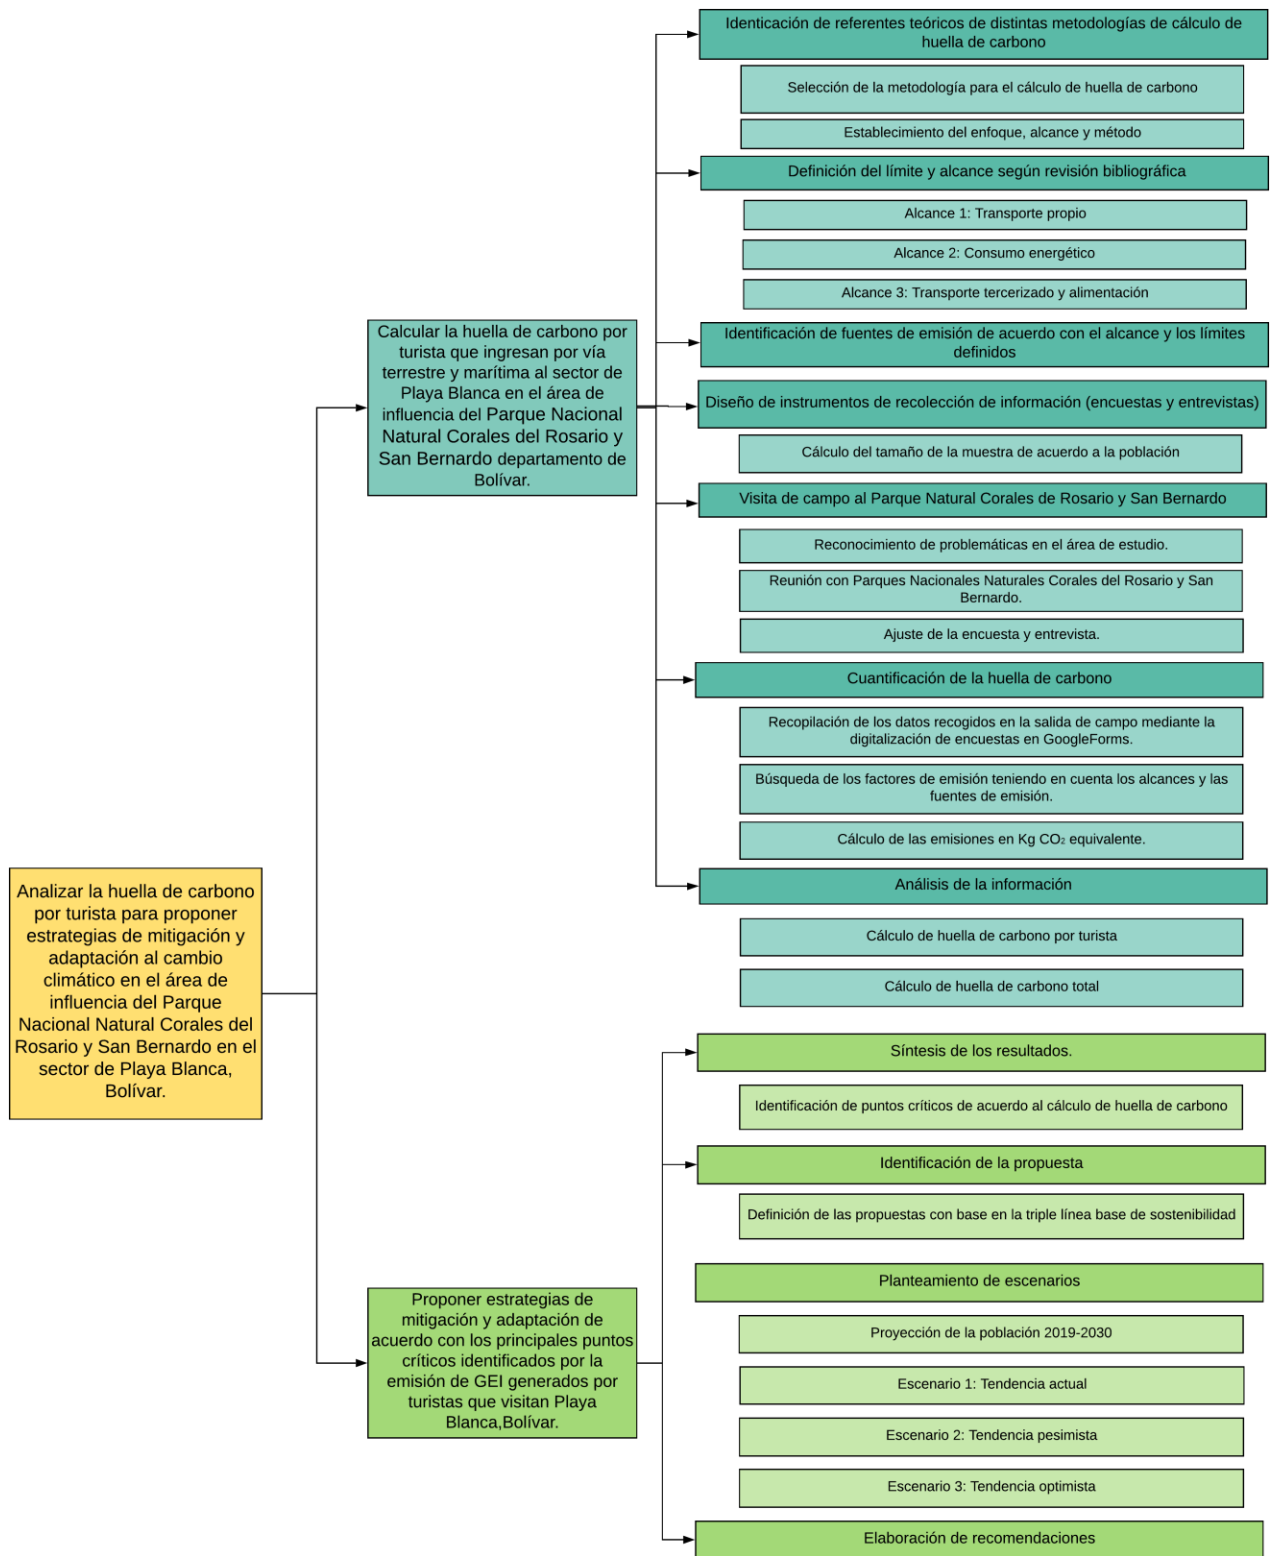 Analizar la huella de carbono
por turista para proponer
estrategias de mitigación y
adaptación al cambio
climático en el área de
influencia del Parque
Nacional Natural Corales del
Rosario y San Bernardo en el
sector de Playa Blanca,
Bolívar.
Calcular la huella de carbono por
turista que ingresan por vía
terrestre y marítima al sector de
Playa Blanca en el área de
influencia del Parque Nacional
Natural Corales del Rosario y
San Bernardo departamento de
Bolívar.
Identicación de referentes teóricos de distintas metodologías de cálculo de
huella de carbono
Selección de la metodología para el cálculo de huella de carbono
Establecimiento del enfoque, alcance y método
Definición del límite y alcance según revisión bibliográfica
Alcance 1: Transporte propio
Alcance 2: Consumo energético
Alcance 3: Transporte tercerizado y alimentación
Identificación de fuentes de emisión de acuerdo con el alcance y los límites
definidos
Diseño de instrumentos de recolección de información (encuestas y entrevistas)
Cálculo del tamaño de la muestra de acuerdo a la población
Visita de campo al Parque Natural Corales de Rosario y San Bernardo
Reconocimiento de problemáticas en el área de estudio.
Reunión con Parques Nacionales Naturales Corales del Rosario y San
Bernardo.
Ajuste de la encuesta y entrevista.
Cuantificación de la huella de carbono
Recopilación de los datos recogidos en la salida de campo mediante la
digitalización de encuestas en GoogleForms.
Búsqueda de los factores de emisión teniendo en cuenta los alcances y las
fuentes de emisión.
Cálculo de las emisiones en Kg CO₂ equivalente.
Análisis de la información
Cálculo de huella de carbono por turista
Cálculo de huella de carbono total
Proponer estrategias de
mitigación y adaptación de
acuerdo con los principales puntos
críticos identificados por la
emisión de GEI generados por
turistas que visitan Playa
Blanca,Bolívar.
Síntesis de los resultados.
Identificación de puntos críticos de acuerdo al cálculo de huella de carbono
Identificación de la propuesta
Definición de las propuestas con base en la triple línea base de sostenibilidad
Planteamiento de escenarios
Proyección de la población 2019-2030
Escenario 1: Tendencia actual
Escenario 2: Tendencia pesimista
Escenario 3: Tendencia optimista
Elaboración de recomendaciones